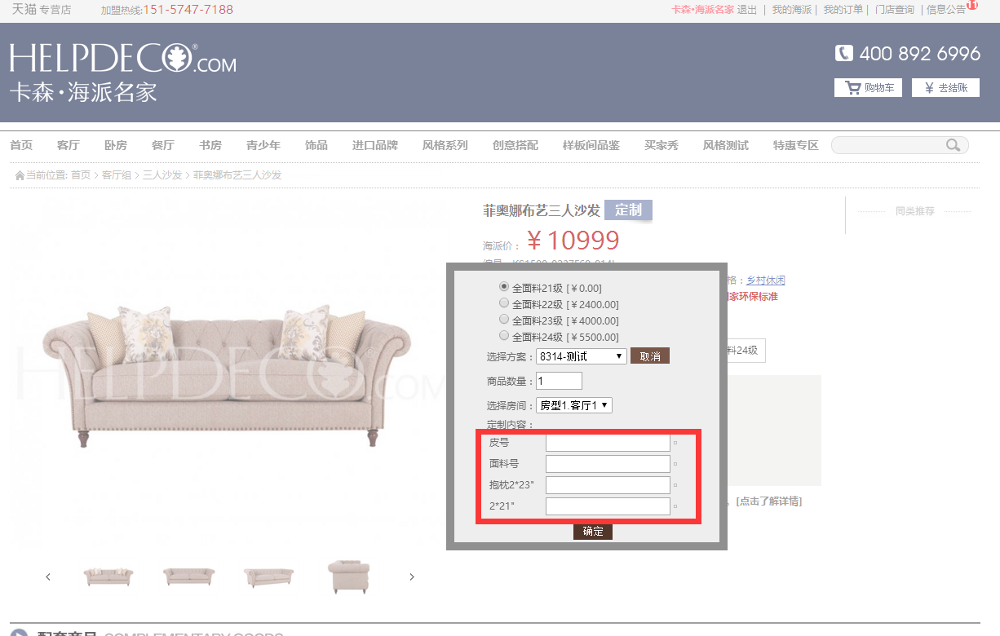 天猫 专营店 加盟热线:151-5747-7188
卡森•海派名家 退出 | 我的海派 | 我的订单 | 门店查询 | 信息公告 11
HELPDECO®.COM
卡森·海派名家
400 892 6996
购物车 ¥ 去结账
首页 客厅 卧房 餐厅 书房 青少年 饰品 进口品牌 风格系列 创意搭配 样板间品鉴 买家秀 风格测试 特惠专区
当前位置: 首页 > 客厅组 > 三人沙发 > 菲奥娜布艺三人沙发
菲奥娜布艺三人沙发 定制
同类推荐
海派价： ¥10999
格：乡村休闲
家环保标准
料24级
。[点击了解详情]
全面料21级 [￥0.00]
全面料22级 [￥2400.00]
全面料23级 [￥4000.00]
全面料24级 [￥5500.00]
选择方案： 8314-测试 取消
商品数量： 1
选择房间： 房型1.客厅1
定制内容：
皮号
面料号
抱枕2*23"
2*21"
确定
HELPDECO.COM
配套商品 COMPLEMENTARY GOODS